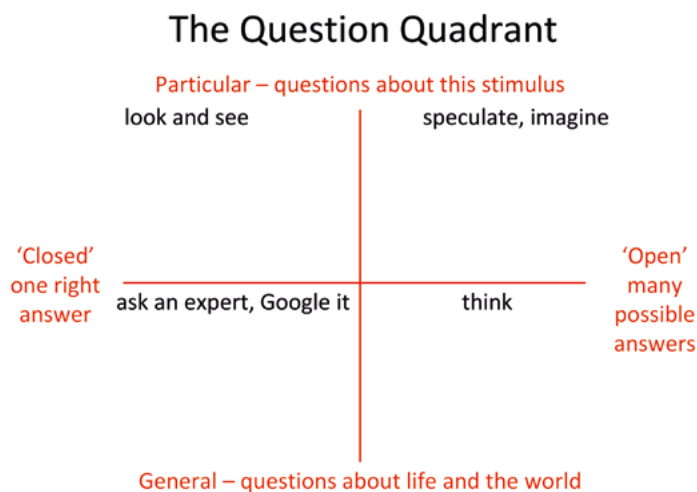 The Question Quadrant
Particular – questions about this stimulus
look and see
speculate, imagine
‘Closed’
one right
answer
‘Open’
many
possible
answers
ask an expert, Google it
think
General – questions about life and the world